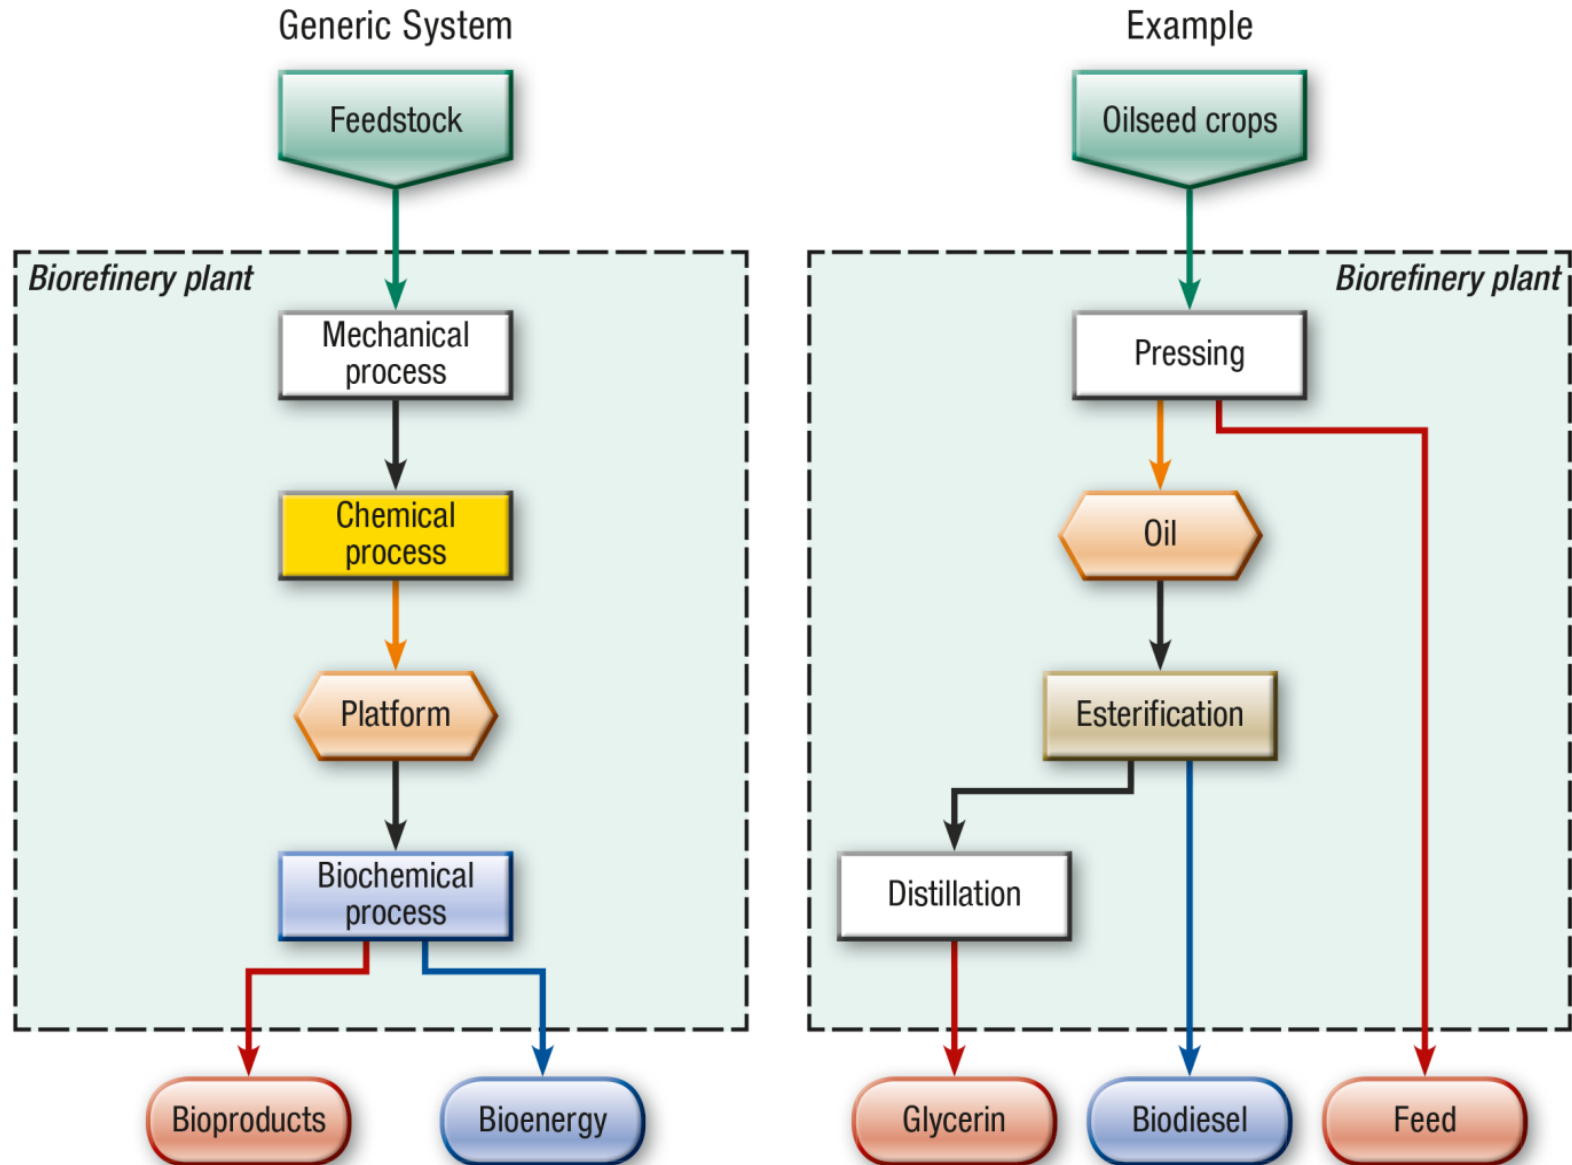 Generic System
Feedstock
Biorefinery plant
Mechanical
process
Chemical
process
Platform
Biochemical
process
Bioproducts
Bioenergy
Example
Oilseed crops
Biorefinery plant
Pressing
Oil
Esterification
Distillation
Glycerin
Biodiesel
Feed